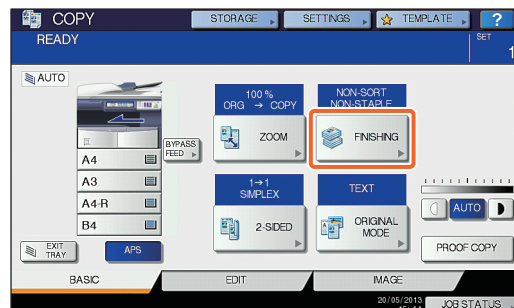 COPY
STORAGE
SETTINGS
TEMPLATE
?
READY
SET
1
AUTO
100 %
ORG → COPY
NON-SORT
NON-STAPLE
ZOOM
FINISHING
BYPASS
FEED
A4
A3
A4-R
B4
1→1
SIMPLEX
TEXT
2-SIDED
ORIGINAL
MODE
AUTO
EXIT
TRAY
APS
PROOF COPY
BASIC
EDIT
IMAGE
20/05/2013
JOB STATUS